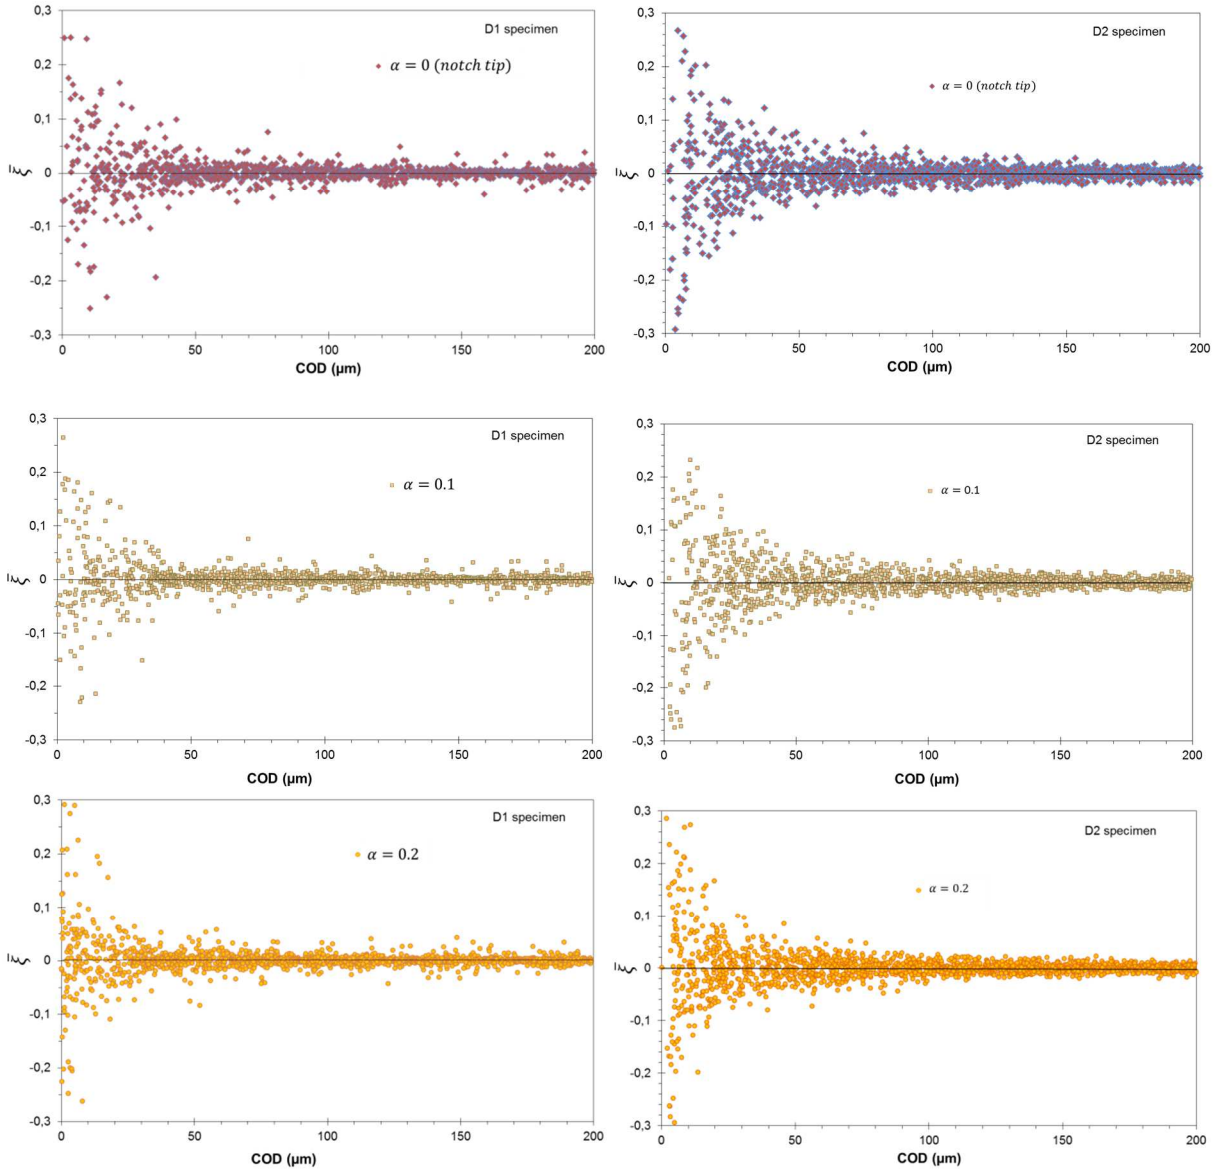 0,3
D1 specimen
α = 0 (notch tip)
0,2
0,1
ξ̄
0
-0,1
-0,2
-0,3
0 50 100 150 200
COD (µm)
0,3
D2 specimen
α = 0 (notch tip)
0,2
0,1
ξ̄
0
-0,1
-0,2
-0,3
0 50 100 150 200
COD (µm)
0,3
D1 specimen
α = 0.1
0,2
0,1
ξ̄
0
-0,1
-0,2
-0,3
0 50 100 150 200
COD (µm)
0,3
D2 specimen
α = 0.1
0,2
0,1
ξ̄
0
-0,1
-0,2
-0,3
0 50 100 150 200
COD (µm)
0,3
D1 specimen
α = 0.2
0,2
0,1
ξ̄
0
-0,1
-0,2
-0,3
0 50 100 150 200
COD (µm)
0,3
D2 specimen
α = 0.2
0,2
0,1
ξ̄
0
-0,1
-0,2
-0,3
0 50 100 150 200
COD (µm)